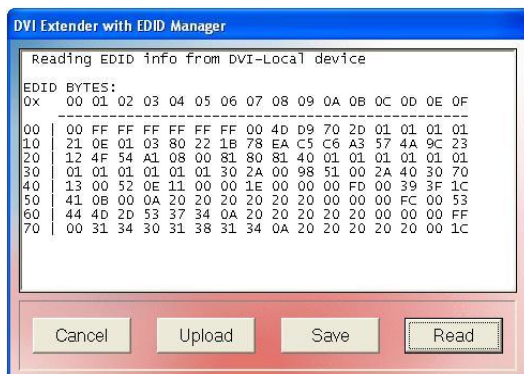 DVI Extender with EDID Manager
Reading EDID info from DVI-Local device
EDID BYTES:
0x 00 01 02 03 04 05 06 07 08 09 0A 0B 0C 0D 0E 0F
00 | 00 FF FF FF FF FF FF 00 4D D9 70 2D 01 01 01 01
10 | 21 0E 01 03 80 22 1B 78 EA C5 C6 A3 57 4A 9C 23
20 | 12 4F 54 A1 08 00 81 80 81 40 01 01 01 01 01 01
30 | 01 01 01 01 01 01 30 2A 00 98 51 00 2A 40 30 70
40 | 13 00 52 0E 11 00 00 1E 00 00 00 FD 00 39 3F 1C
50 | 41 0B 00 0A 20 20 20 20 20 20 00 00 00 FC 00 53
60 | 44 4D 2D 53 37 34 0A 20 20 20 20 20 00 00 00 FF
70 | 00 31 34 30 31 38 31 34 0A 20 20 20 20 20 00 1C
Cancel Upload Save Read